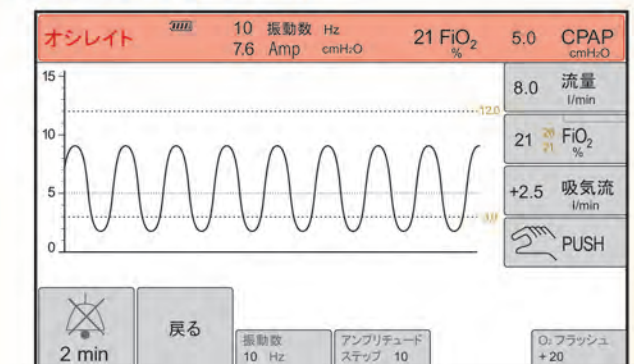 オシレイト
10 振動数 Hz
7.6 Amp cmH₂O
21 FiO₂ %
5.0 CPAP cmH₂O
15
10
5
0
12.0
3.0
8.0 流量 l/min
21 20 21 FiO₂ %
+2.5 吸気流 l/min
PUSH
2 min
戻る
振動数
10 Hz
アンプリチュード
ステップ 10
O₂ フラッシュ
+20